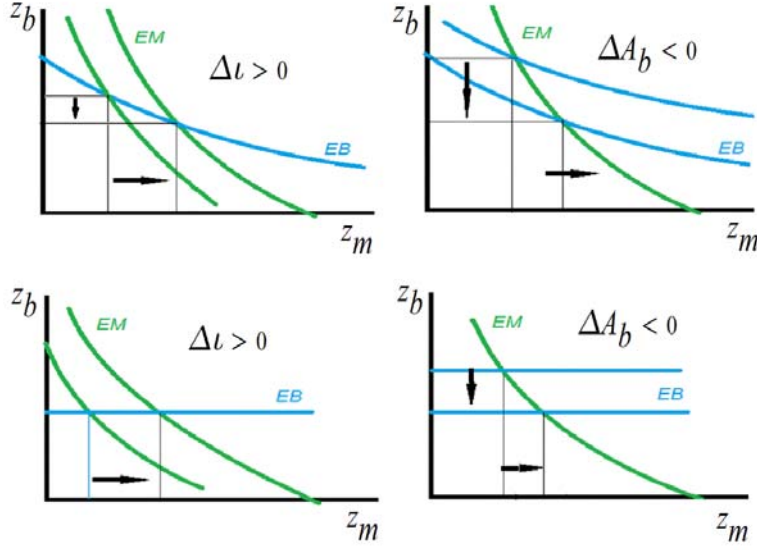 z_b
EM
Δι > 0
EB
z_m
z_b
EM
ΔA_b < 0
EB
z_m
z_b
EM
Δι > 0
EB
z_m
z_b
EM
ΔA_b < 0
EB
z_m